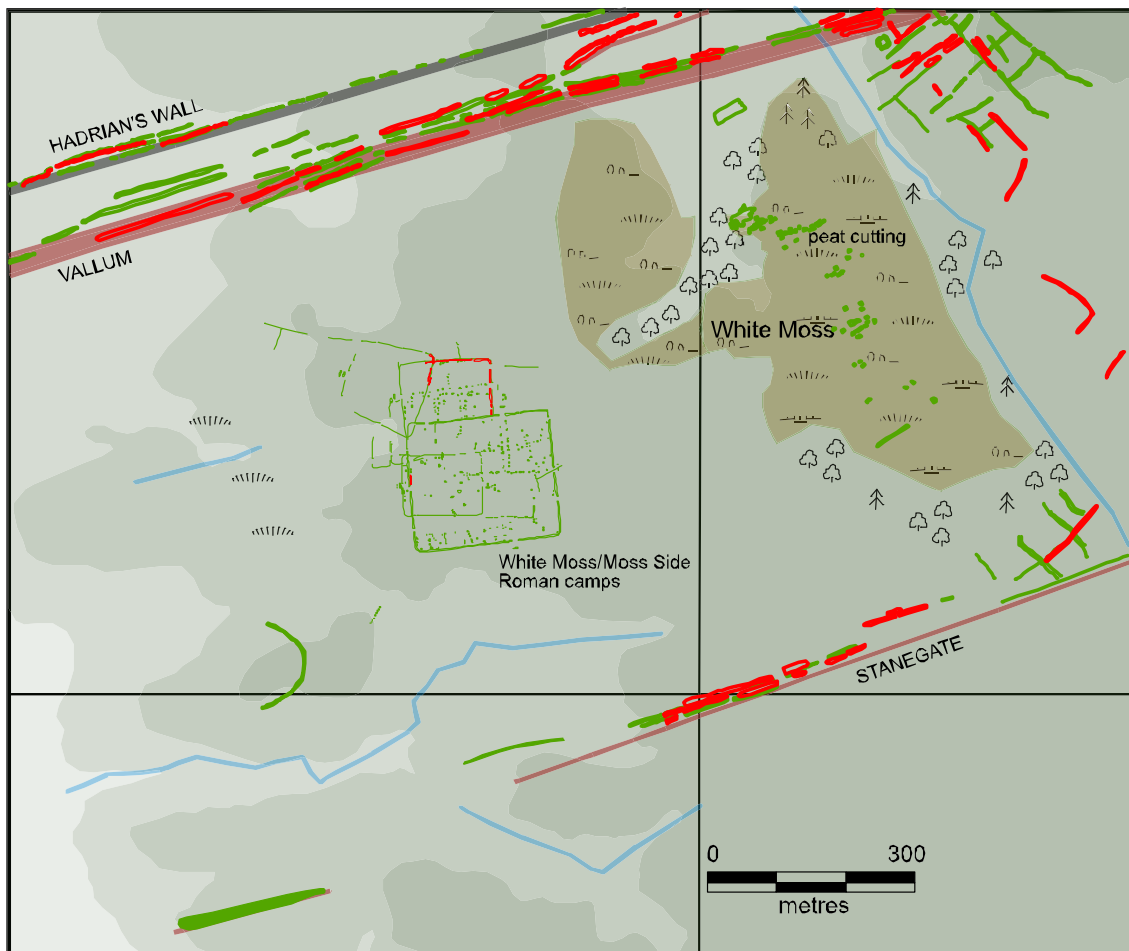 HADRIAN'S WALL
VALLUM
peat cutting
White Moss
White Moss/Moss Side
Roman camps
STANEGATE
0 300
metres